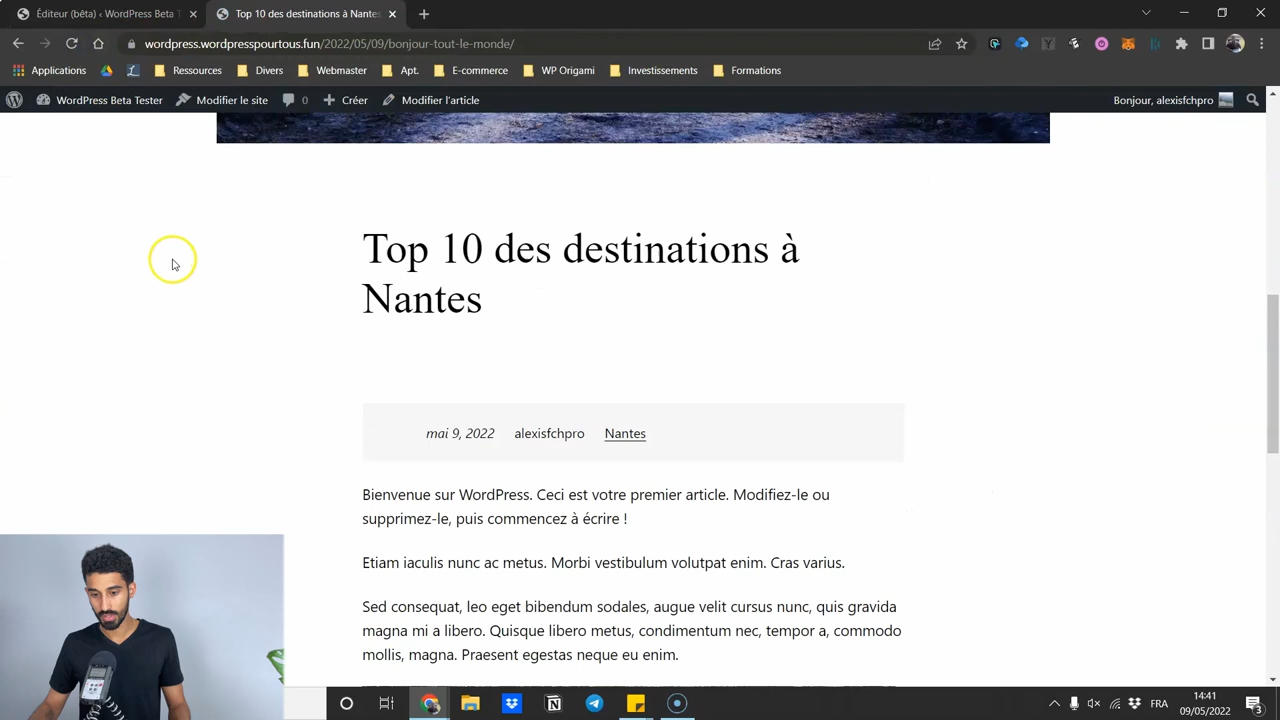 Éditeur (bêta) ‹ WordPress Beta T
Top 10 des destinations à Nantes
wordpress.wordpresspourtous.fun/2022/05/09/bonjour-tout-le-monde/
Applications
Ressources
Divers
Webmaster
Apt.
E-commerce
WP Origami
Investissements
Formations
WordPress Beta Tester
Modifier le site
0
Créer
Modifier l'article
Bonjour, alexisfchpro
Top 10 des destinations à
Nantes
mai 9, 2022 alexisfchpro Nantes
Bienvenue sur WordPress. Ceci est votre premier article. Modifiez-le ou
supprimez-le, puis commencez à écrire !
Etiam iaculis nunc ac metus. Morbi vestibulum volutpat enim. Cras varius.
Sed consequat, leo eget bibendum sodales, augue velit cursus nunc, quis gravida
magna mi a libero. Quisque libero metus, condimentum nec, tempor a, commodo
mollis, magna. Praesent egestas neque eu enim.
FRA
14:41
09/05/2022
3